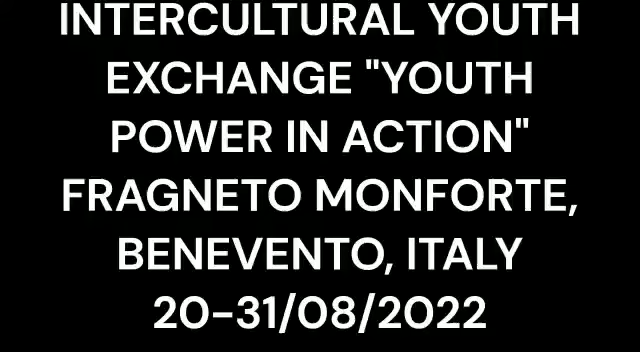 INTERCULTURAL YOUTH
EXCHANGE "YOUTH
POWER IN ACTION"
FRAGNETO MONFORTE,
BENEVENTO, ITALY
20-31/08/2022